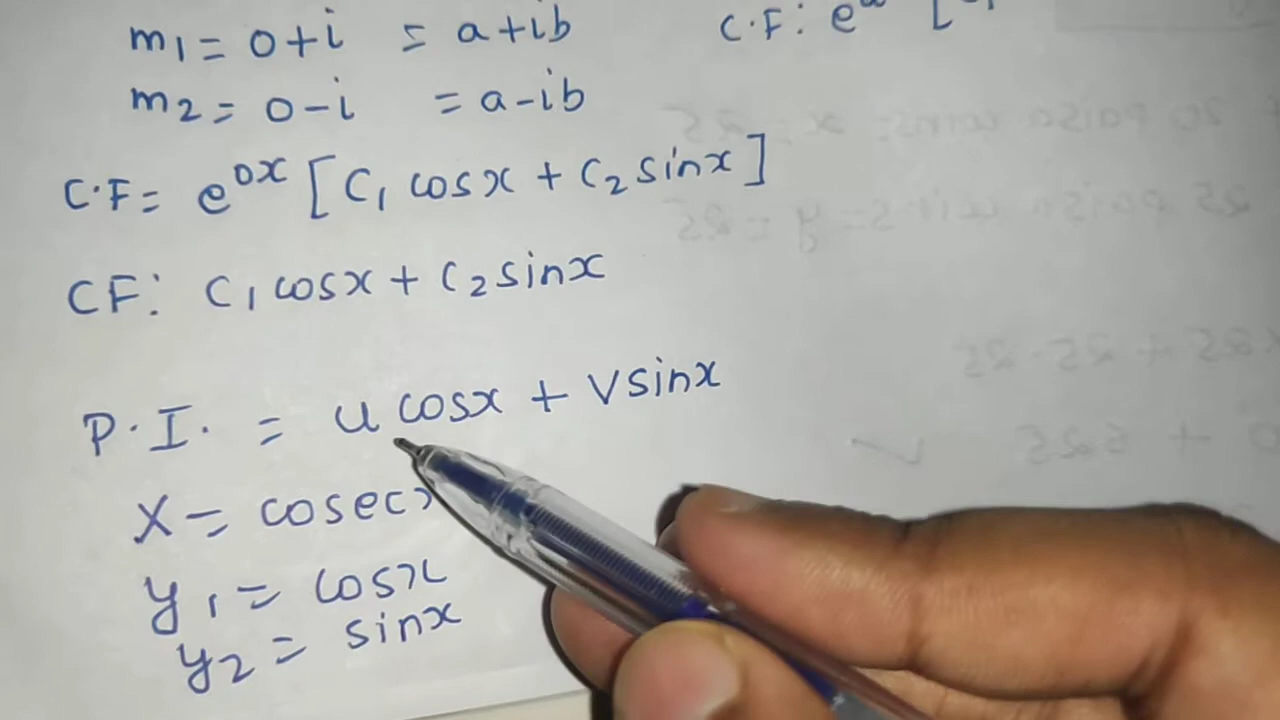 m1 = 0+i = a+ib
C.F: e [
m2 = 0-i = a-ib
C.F = e^0x [C1 cosx + C2 sinx]
CF: C1 cosx + C2 sinx
P.I. = u cosx + v sinx
X = cosec
y1 = cosx
y2 = sinx